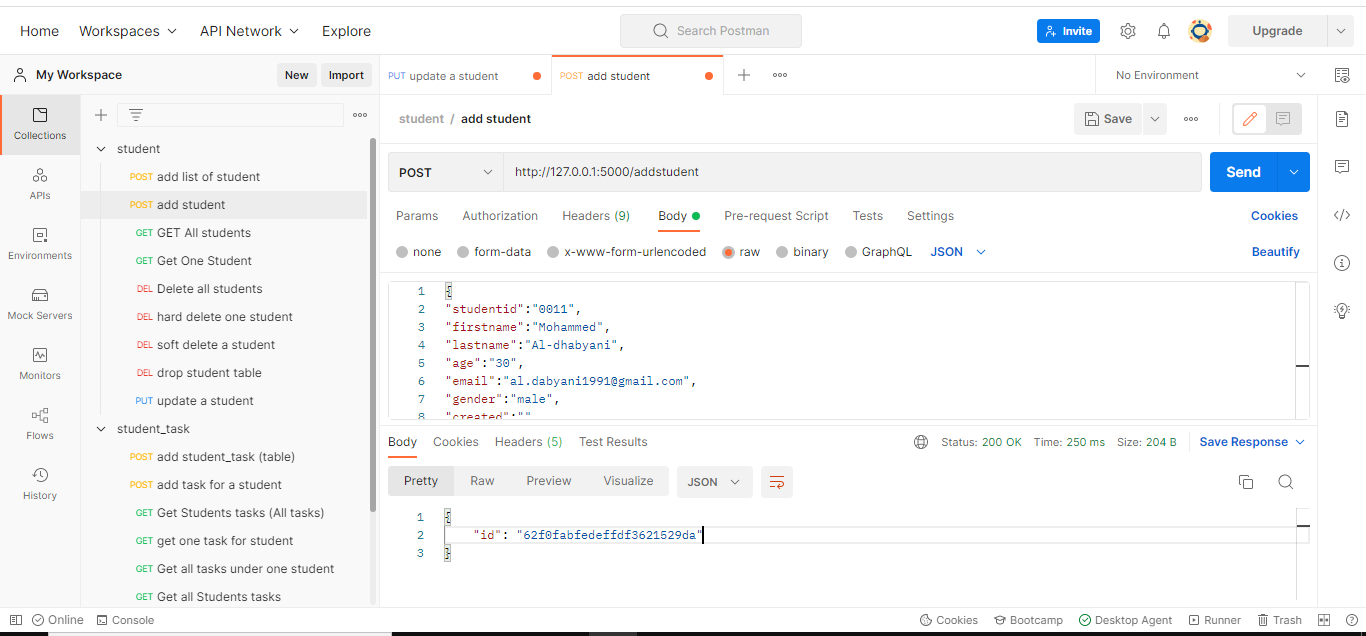 Home Workspaces API Network Explore Search Postman Invite Upgrade
My Workspace New Import PUT update a student POST add student No Environment
Collections
APIs
Environments
Mock Servers
Monitors
Flows
History
student
POST add list of student
POST add student
GET GET All students
GET Get One Student
DEL Delete all students
DEL hard delete one student
DEL soft delete a student
DEL drop student table
PUT update a student
student_task
POST add student_task (table)
POST add task for a student
GET Get Students tasks (All tasks)
GET get one task for student
GET Get all tasks under one student
GET Get all Students tasks
student / add student Save
POST http://127.0.0.1:5000/addstudent Send
Params Authorization Headers (9) Body Pre-request Script Tests Settings Cookies
none form-data x-www-form-urlencoded raw binary GraphQL JSON Beautify
1 {
2 "studentid":"0011",
3 "firstname":"Mohammed",
4 "lastname":"Al-dhabyani",
5 "age":"30",
6 "email":"al.dabyani1991@gmail.com",
7 "gender":"male",
8 "created":""
Body Cookies Headers (5) Test Results Status: 200 OK Time: 250 ms Size: 204 B Save Response
Pretty Raw Preview Visualize JSON
1 {
2 "id": "62f0fabfedeffdf3621529da"
3 }
Online Console Cookies Bootcamp Desktop Agent Runner Trash